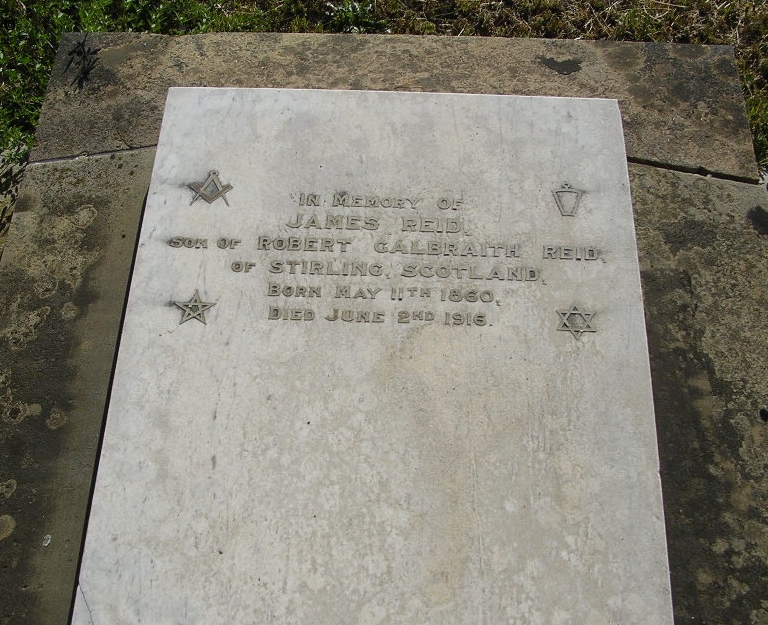 IN MEMORY OF
JAMES REID,
SON OF ROBERT GALBRAITH REID,
OF STIRLING, SCOTLAND,
BORN MAY 11TH 1860,
DIED JUNE 2ND 1916.